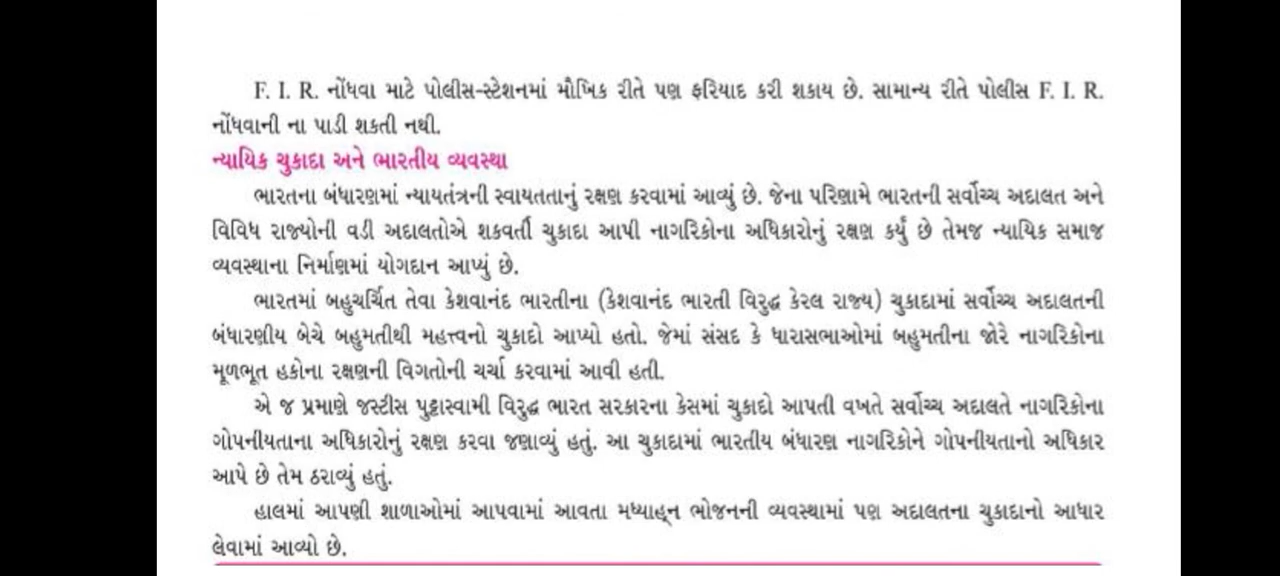 F. I. R. નોંધવા માટે પોલીસ-સ્ટેશનમાં મૌખિક રીતે પણ ફરિયાદ કરી શકાય છે. સામાન્ય રીતે પોલીસ F. I. R.
નોંધવાની ના પાડી શકતી નથી.
ન્યાયિક ચુકાદા અને ભારતીય વ્યવસ્થા
ભારતના બંધારણમાં ન્યાયતંત્રની સ્વાયતતાનું રક્ષણ કરવામાં આવ્યું છે. જેના પરિણામે ભારતની સર્વોચ્ચ અદાલત અને
વિવિધ રાજ્યોની વડી અદાલતોએ શકવર્તી ચુકાદા આપી નાગરિકોના અધિકારોનું રક્ષણ કર્યું છે તેમજ ન્યાયિક સમાજ
વ્યવસ્થાના નિર્માણમાં યોગદાન આપ્યું છે.
ભારતમાં બહુચર્ચિત તેવા કેશવાનંદ ભારતીના (કેશવાનંદ ભારતી વિરુદ્ધ કેરલ રાજ્ય) ચુકાદામાં સર્વોચ્ચ અદાલતની
બંધારણીય બેચે બહુમતીથી મહત્ત્વનો ચુકાદો આપ્યો હતો. જેમાં સંસદ કે ધારાસભાઓમાં બહુમતીના જોરે નાગરિકોના
મૂળભૂત હકોના રક્ષણની વિગતોની ચર્ચા કરવામાં આવી હતી.
એ જ પ્રમાણે જસ્ટીસ પુટ્ટાસ્વામી વિરુદ્ધ ભારત સરકારના કેસમાં ચુકાદો આપતી વખતે સર્વોચ્ચ અદાલતે નાગરિકોના
ગોપનીયતાના અધિકારોનું રક્ષણ કરવા જણાવ્યું હતું. આ ચુકાદામાં ભારતીય બંધારણ નાગરિકોને ગોપનીયતાનો અધિકાર
આપે છે તેમ ઠરાવ્યું હતું.
હાલમાં આપણી શાળાઓમાં આપવામાં આવતા મધ્યાહ્ન ભોજનની વ્યવસ્થામાં પણ અદાલતના ચુકાદાનો આધાર
લેવામાં આવ્યો છે.